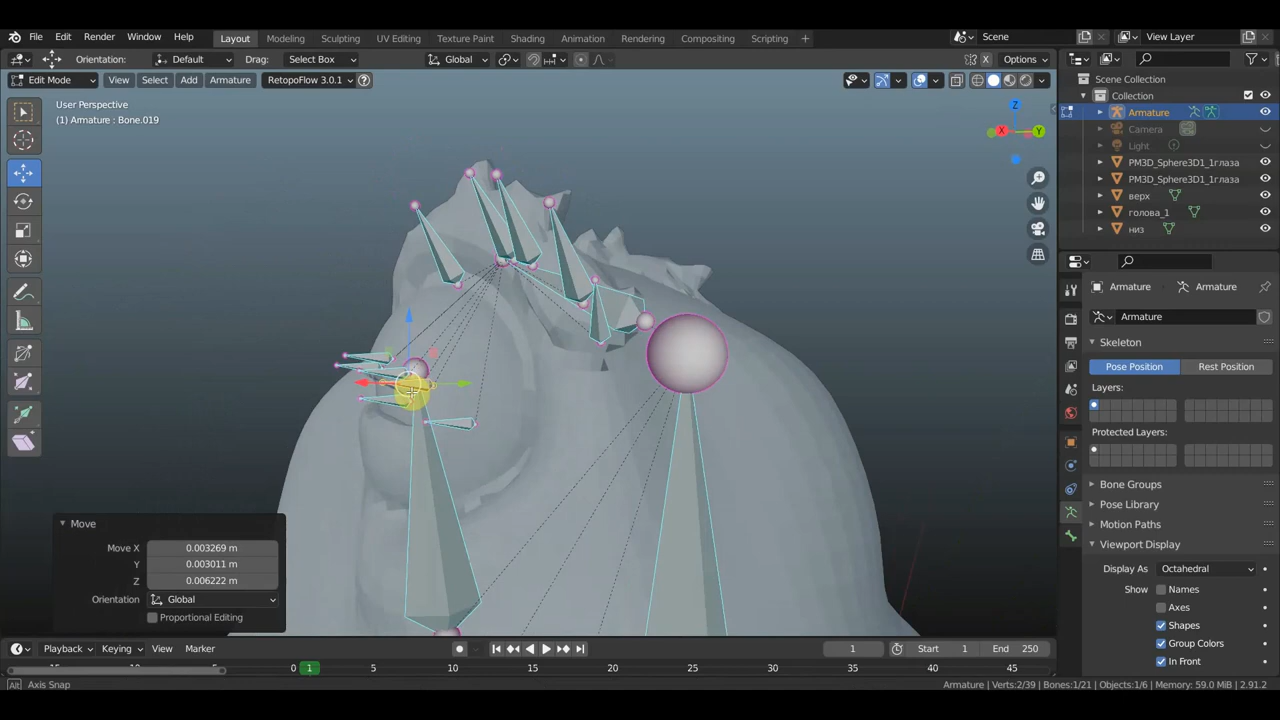 File Edit Render Window Help Layout Modeling Sculpting UV Editing Texture Paint Shading Animation Rendering Compositing Scripting + Scene View Layer
Orientation: Default Drag: Select Box Global X Options
Edit Mode View Select Add Armature RetopoFlow 3.0.1
User Perspective
(1) Armature : Bone.019
Z
X
Y
Scene Collection
Collection
Armature
Camera
Light
PM3D_Sphere3D1_1глаза
PM3D_Sphere3D1_1глаза
верх
голова_1
низ
Armature Armature
Armature
Skeleton
Pose Position Rest Position
Layers:
Protected Layers:
Bone Groups
Pose Library
Motion Paths
Viewport Display
Display As Octahedral
Show Names
Axes
Shapes
Group Colors
In Front
Move
Move X 0.003269 m
Y 0.003011 m
Z 0.006222 m
Orientation Global
Proportional Editing
Playback Keying View Marker 1 Start 1 End 250
0 1 5 10 15 20 25 30 35 40 45
Alt Axis Snap
Armature | Verts:2/39 | Bones:1/21 | Objects:1/6 | Memory: 59.0 MiB | 2.91.2